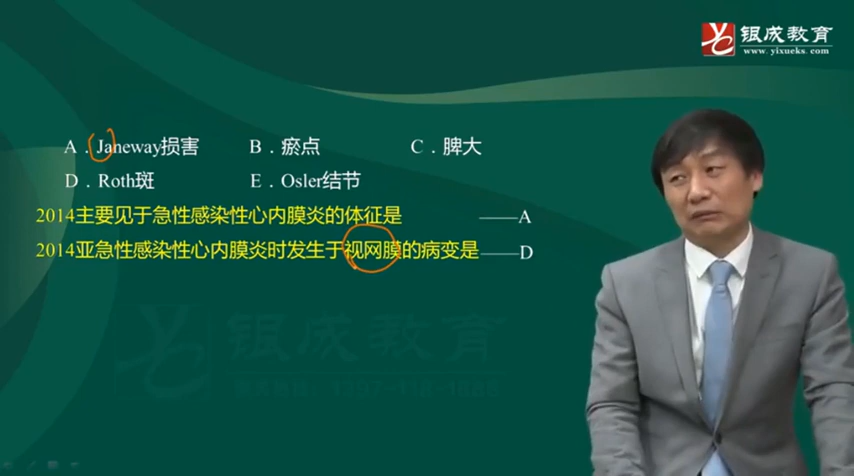 银成教育
www.yixueks.com
A．Janeway损害 B．瘀点 C．脾大
D．Roth斑 E．Osler结节
2014主要见于急性感染性心内膜炎的体征是 ——A
2014亚急性感染性心内膜炎时发生于视网膜的病变是——D
银成教育